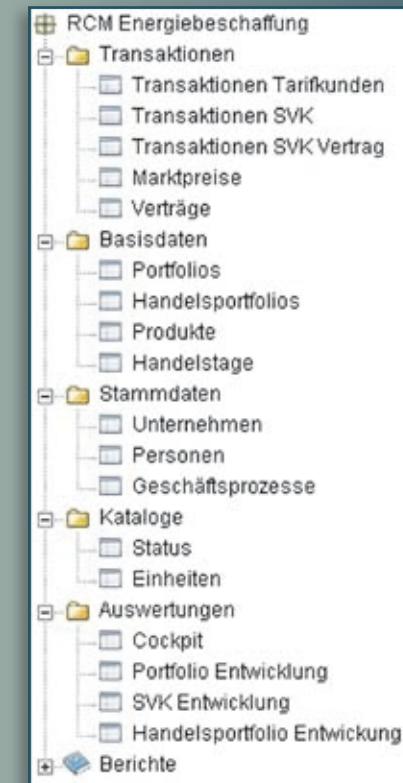 RCM Energiebeschaffung
Transaktionen
Transaktionen Tarifkunden
Transaktionen SVK
Transaktionen SVK Vertrag
Marktpreise
Verträge
Basisdaten
Portfolios
Handelsportfolios
Produkte
Handelstage
Stammdaten
Unternehmen
Personen
Geschäftsprozesse
Kataloge
Status
Einheiten
Auswertungen
Cockpit
Portfolio Entwicklung
SVK Entwicklung
Handelsportfolio Entwickung
Berichte